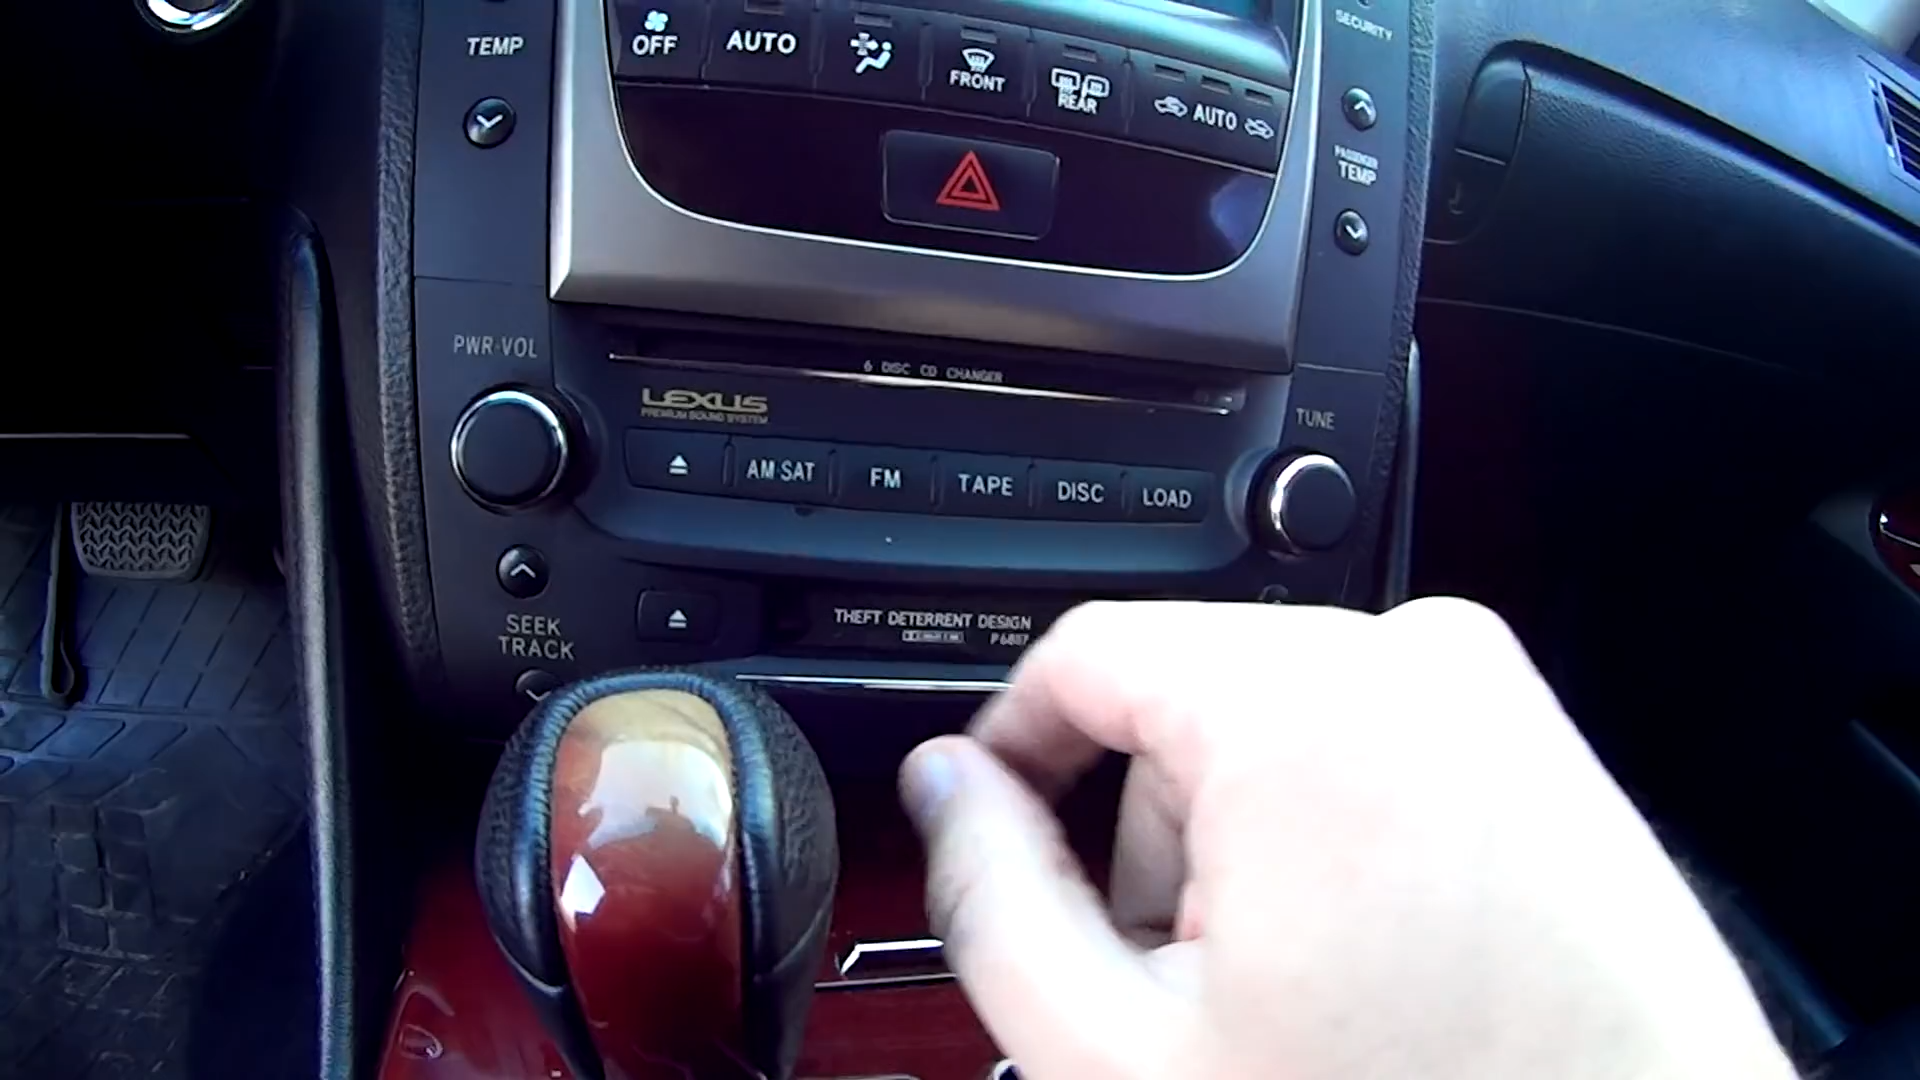 SECURITY
TEMP
OFF
AUTO
FRONT
REAR
AUTO
PASSENGER
TEMP
PWR·VOL
6 DISC CD CHANGER
LEXUS
PREMIUM SOUND SYSTEM
TUNE
AM·SAT
FM
TAPE
DISC
LOAD
SEEK
TRACK
THEFT DETERRENT DESIGN